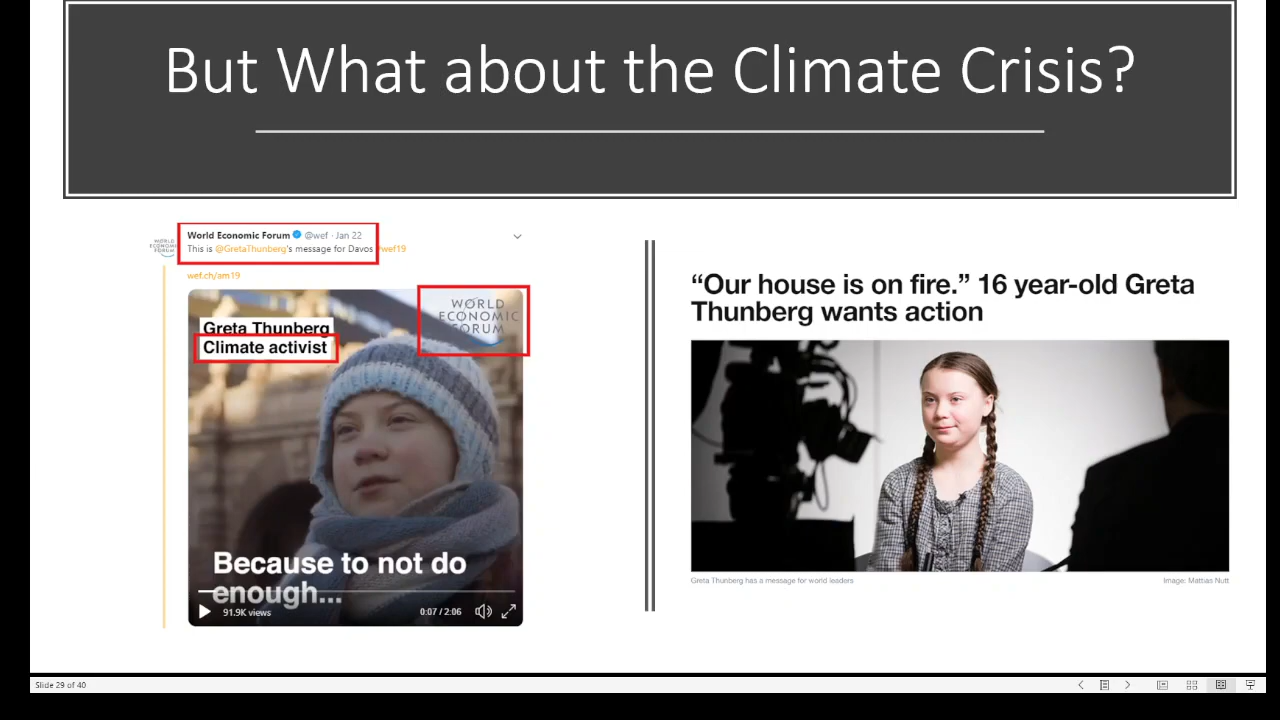 But What about the Climate Crisis?
WORLD
ECONOMIC
FORUM
World Economic Forum @wef · Jan 22
This is @GretaThunberg's message for Davos #wef19
wef.ch/am19
Greta Thunberg
Climate activist
WORLD
ECONOMIC
FORUM
Because to not do
enough...
91.9K views
0:07 / 2:06
“Our house is on fire.” 16 year-old Greta
Thunberg wants action
Greta Thunberg has a message for world leaders
Image: Mattias Nutt
Slide 29 of 40